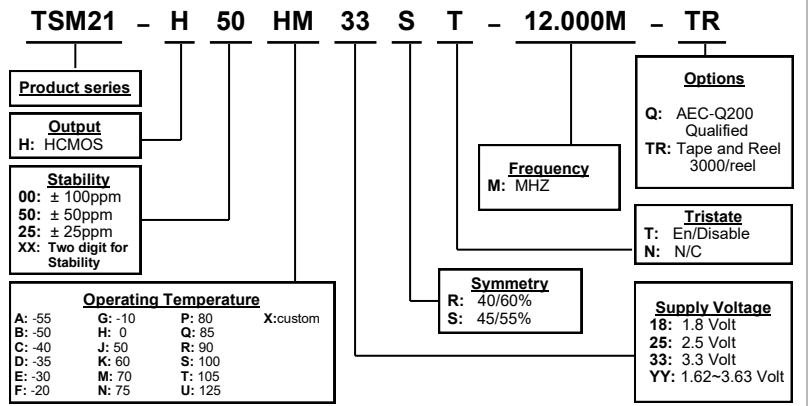 TSM21 – H 50 HM 33 S T – 12.000M – TR
Product series
Output
H: HCMOS
Stability
00: ± 100ppm
50: ± 50ppm
25: ± 25ppm
XX: Two digit for
Stability
Operating Temperature
A: -55 G: -10 P: 80 X:custom
B: -50 H: 0 Q: 85
C: -40 J: 50 R: 90
D: -35 K: 60 S: 100
E: -30 M: 70 T: 105
F: -20 N: 75 U: 125
Symmetry
R: 40/60%
S: 45/55%
Frequency
M: MHZ
Options
Q: AEC-Q200
Qualified
TR: Tape and Reel
3000/reel
Tristate
T: En/Disable
N: N/C
Supply Voltage
18: 1.8 Volt
25: 2.5 Volt
33: 3.3 Volt
YY: 1.62~3.63 Volt